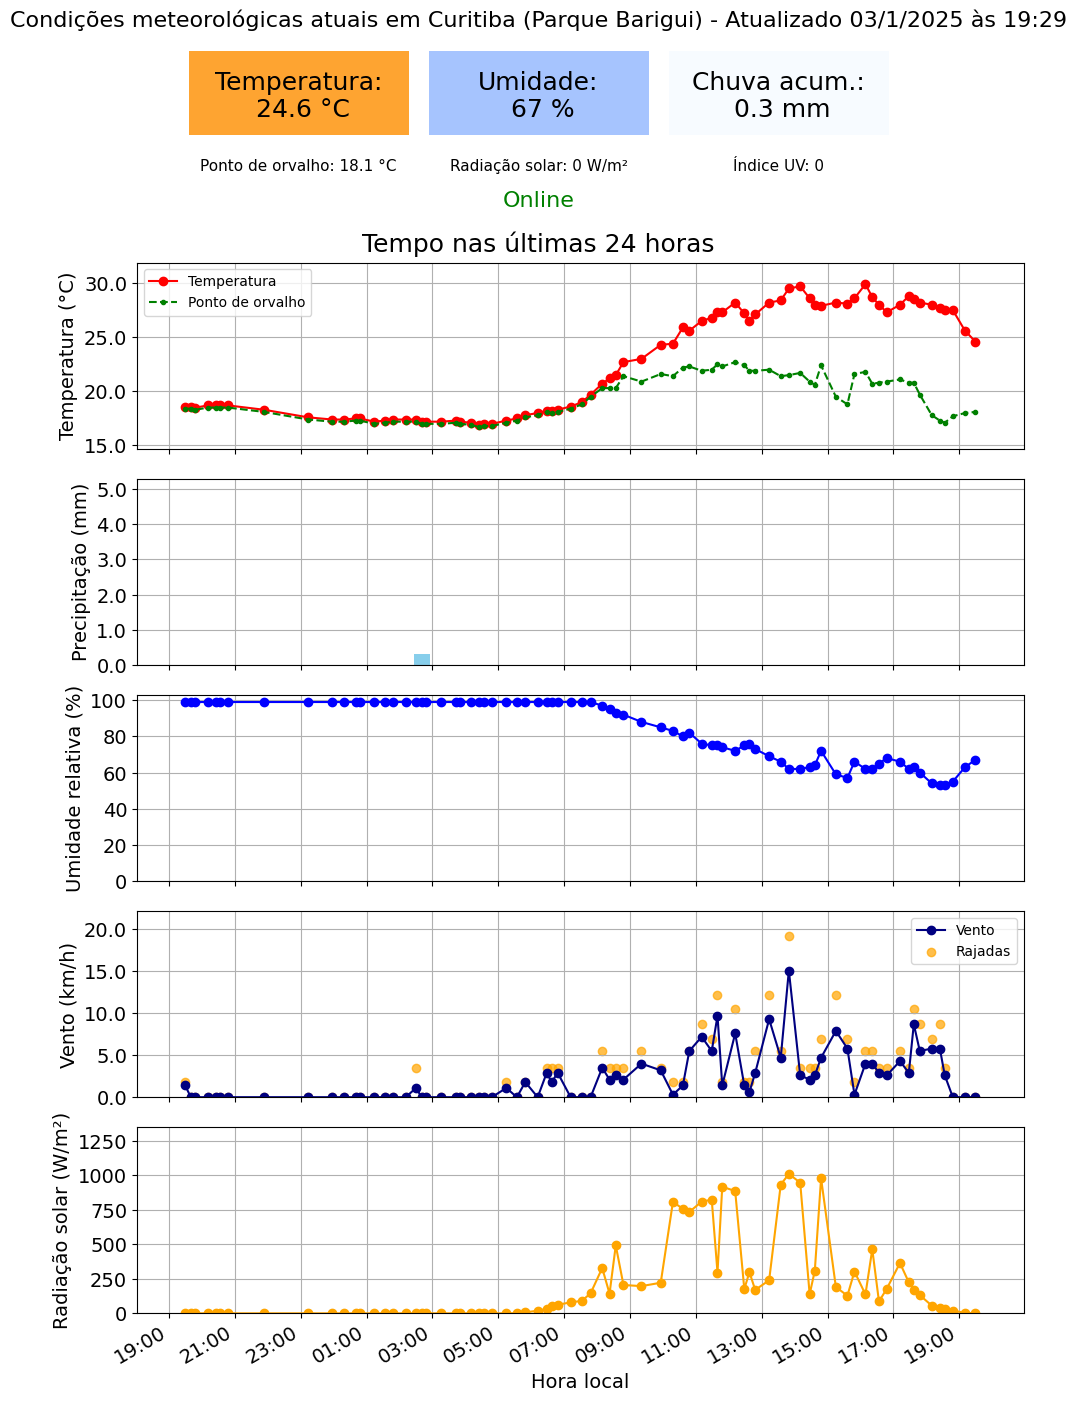 Condições meteorológicas atuais em Curitiba (Parque Barigui) - Atualizado 03/1/2025 às 19:29
Temperatura:
24.6 °C
Umidade:
67 %
Chuva acum.:
0.3 mm
Ponto de orvalho: 18.1 °C
Radiação solar: 0 W/m²
Índice UV: 0
Online
Tempo nas últimas 24 horas
Temperatura (°C)
30.0
25.0
20.0
15.0
Temperatura
Ponto de orvalho
Precipitação (mm)
5.0
4.0
3.0
2.0
1.0
0.0
Umidade relativa (%)
100
80
60
40
20
0
Vento (km/h)
20.0
15.0
10.0
5.0
0.0
Vento
Rajadas
Radiação solar (W/m²)
1250
1000
750
500
250
0
19:00
21:00
23:00
01:00
03:00
05:00
07:00
09:00
11:00
13:00
15:00
17:00
19:00
Hora local